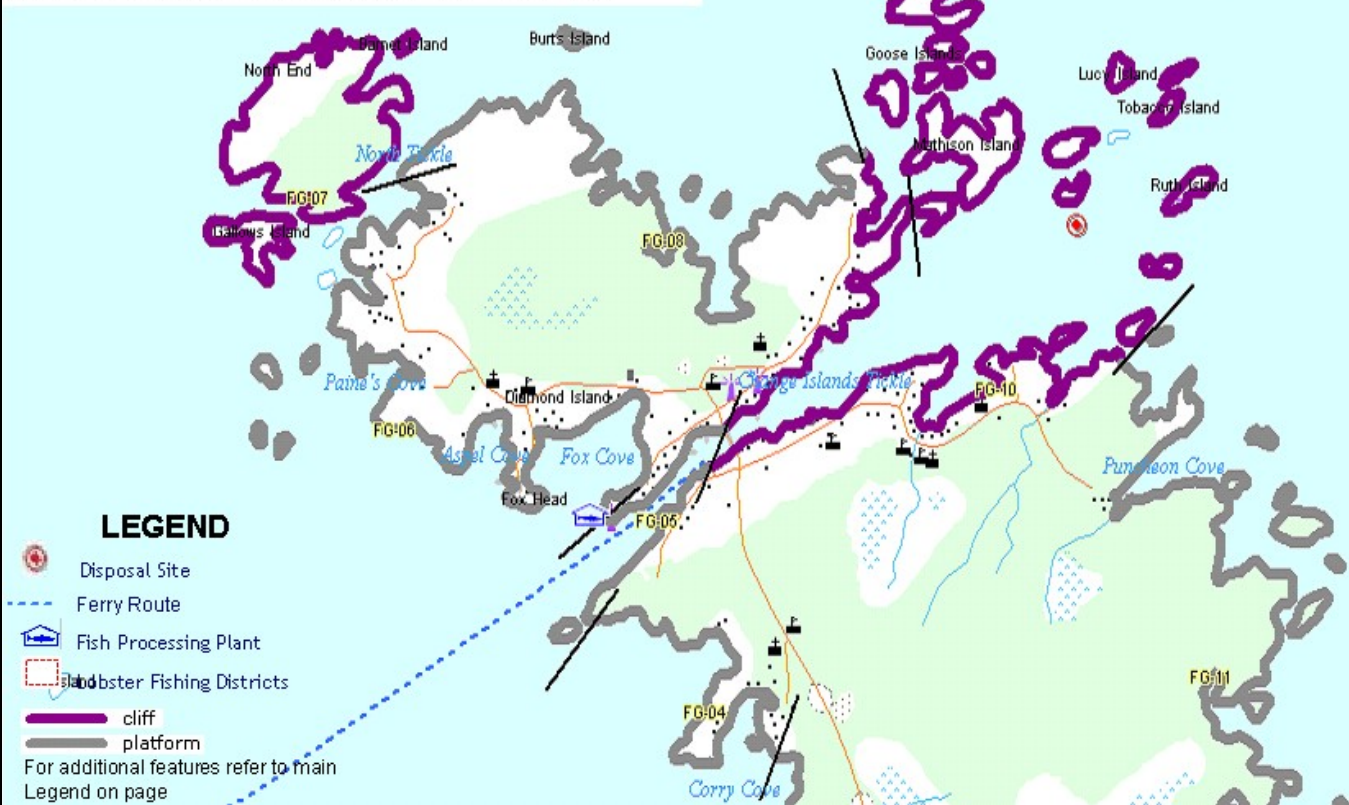 Barnet Island
Burts Island
North End
Goose Islands
Lucy Island
Tobacco Island
North Tickle
Mathison Island
FG-07
Ruth Island
Gallows Island
FG-08
Paine's Cove
Change Islands Tickle
Diamond Island
FG-10
FG-06
Aspel Cove
Fox Cove
Puncheon Cove
Fox Head
FG-05
LEGEND
Disposal Site
Ferry Route
Fish Processing Plant
Lobster Fishing Districts
cliff
platform
For additional features refer to main
Legend on page
FG-11
FG-04
Corry Cove